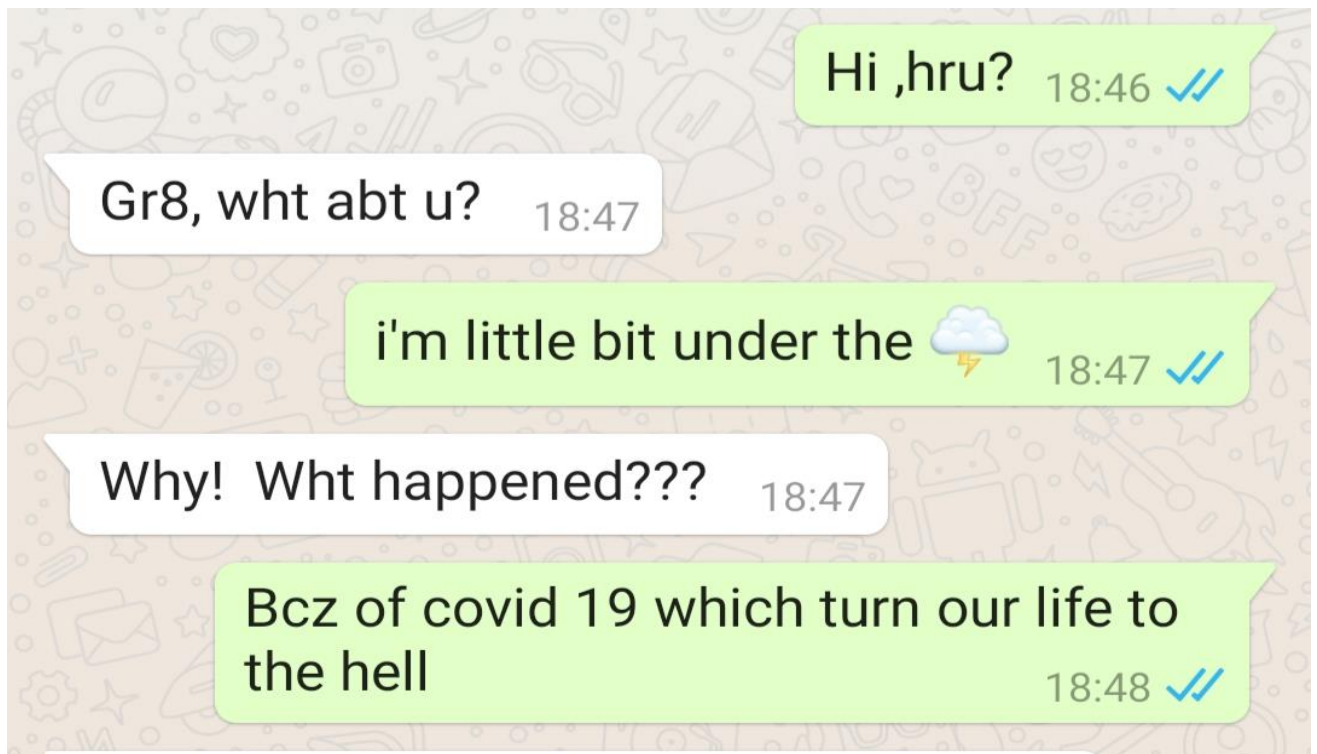 Hi ,hru? 18:46
Gr8, wht abt u? 18:47
i'm little bit under the 🌩️ 18:47
Why!  Wht happened??? 18:47
Bcz of covid 19 which turn our life to
the hell 18:48